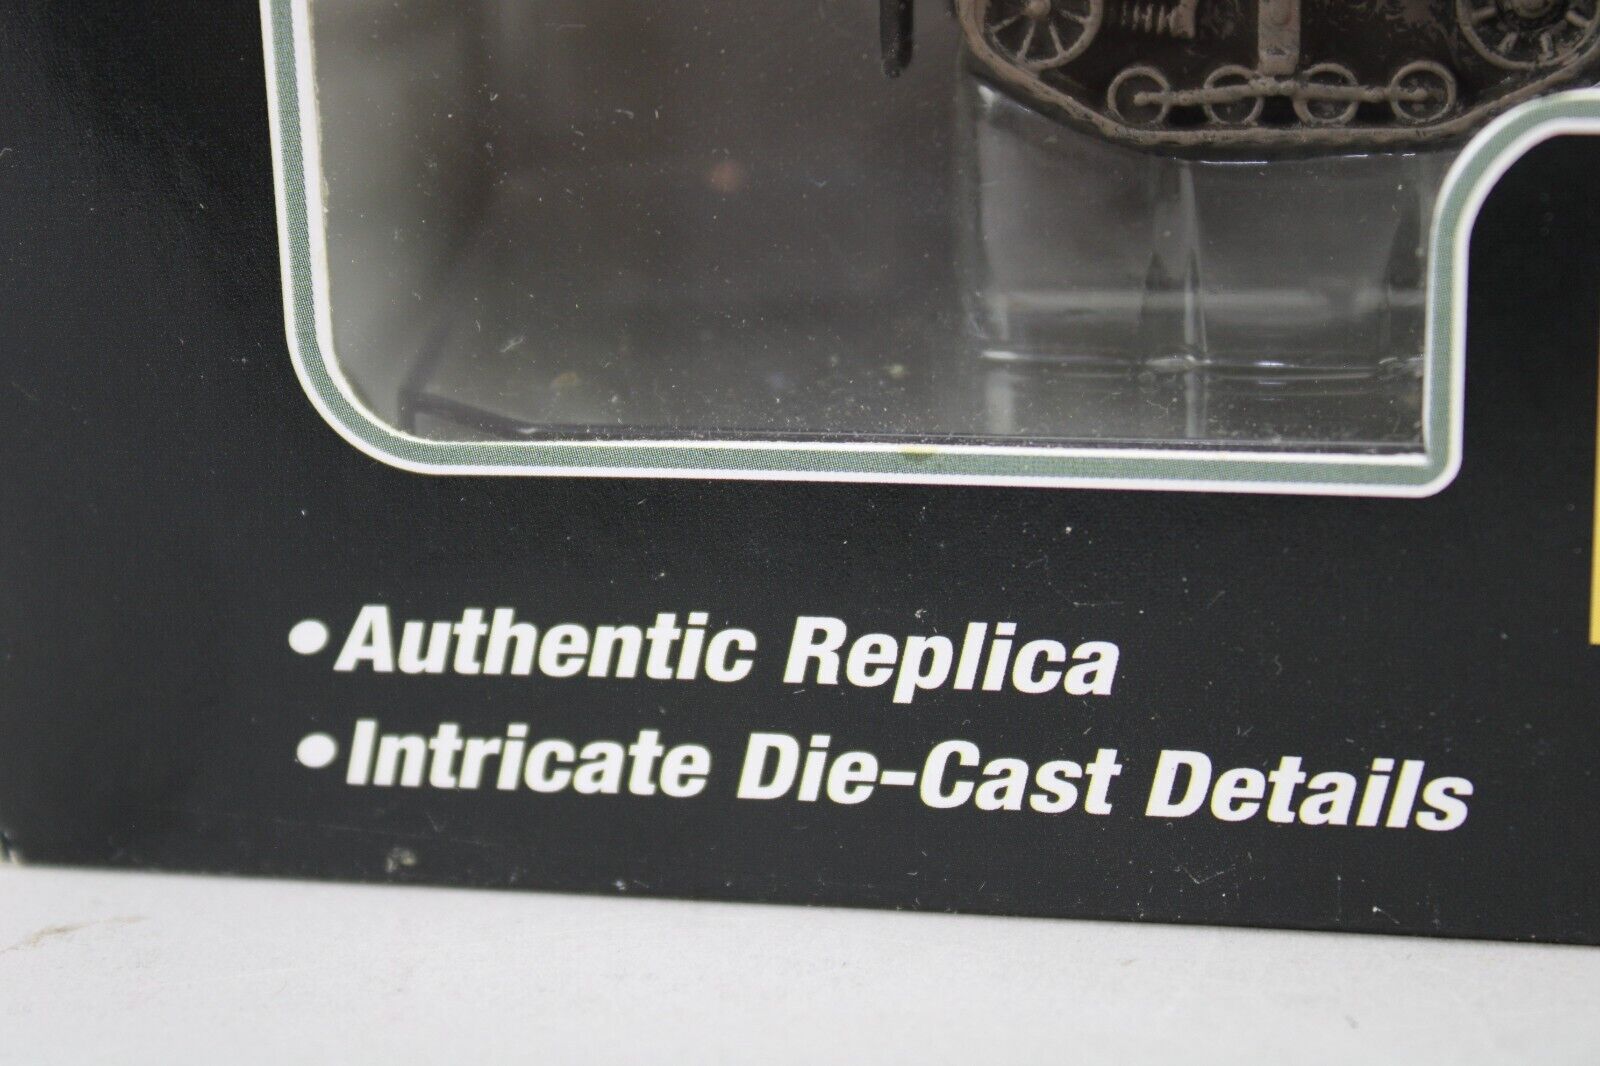 •Authentic Replica
•Intricate Die-Cast Details